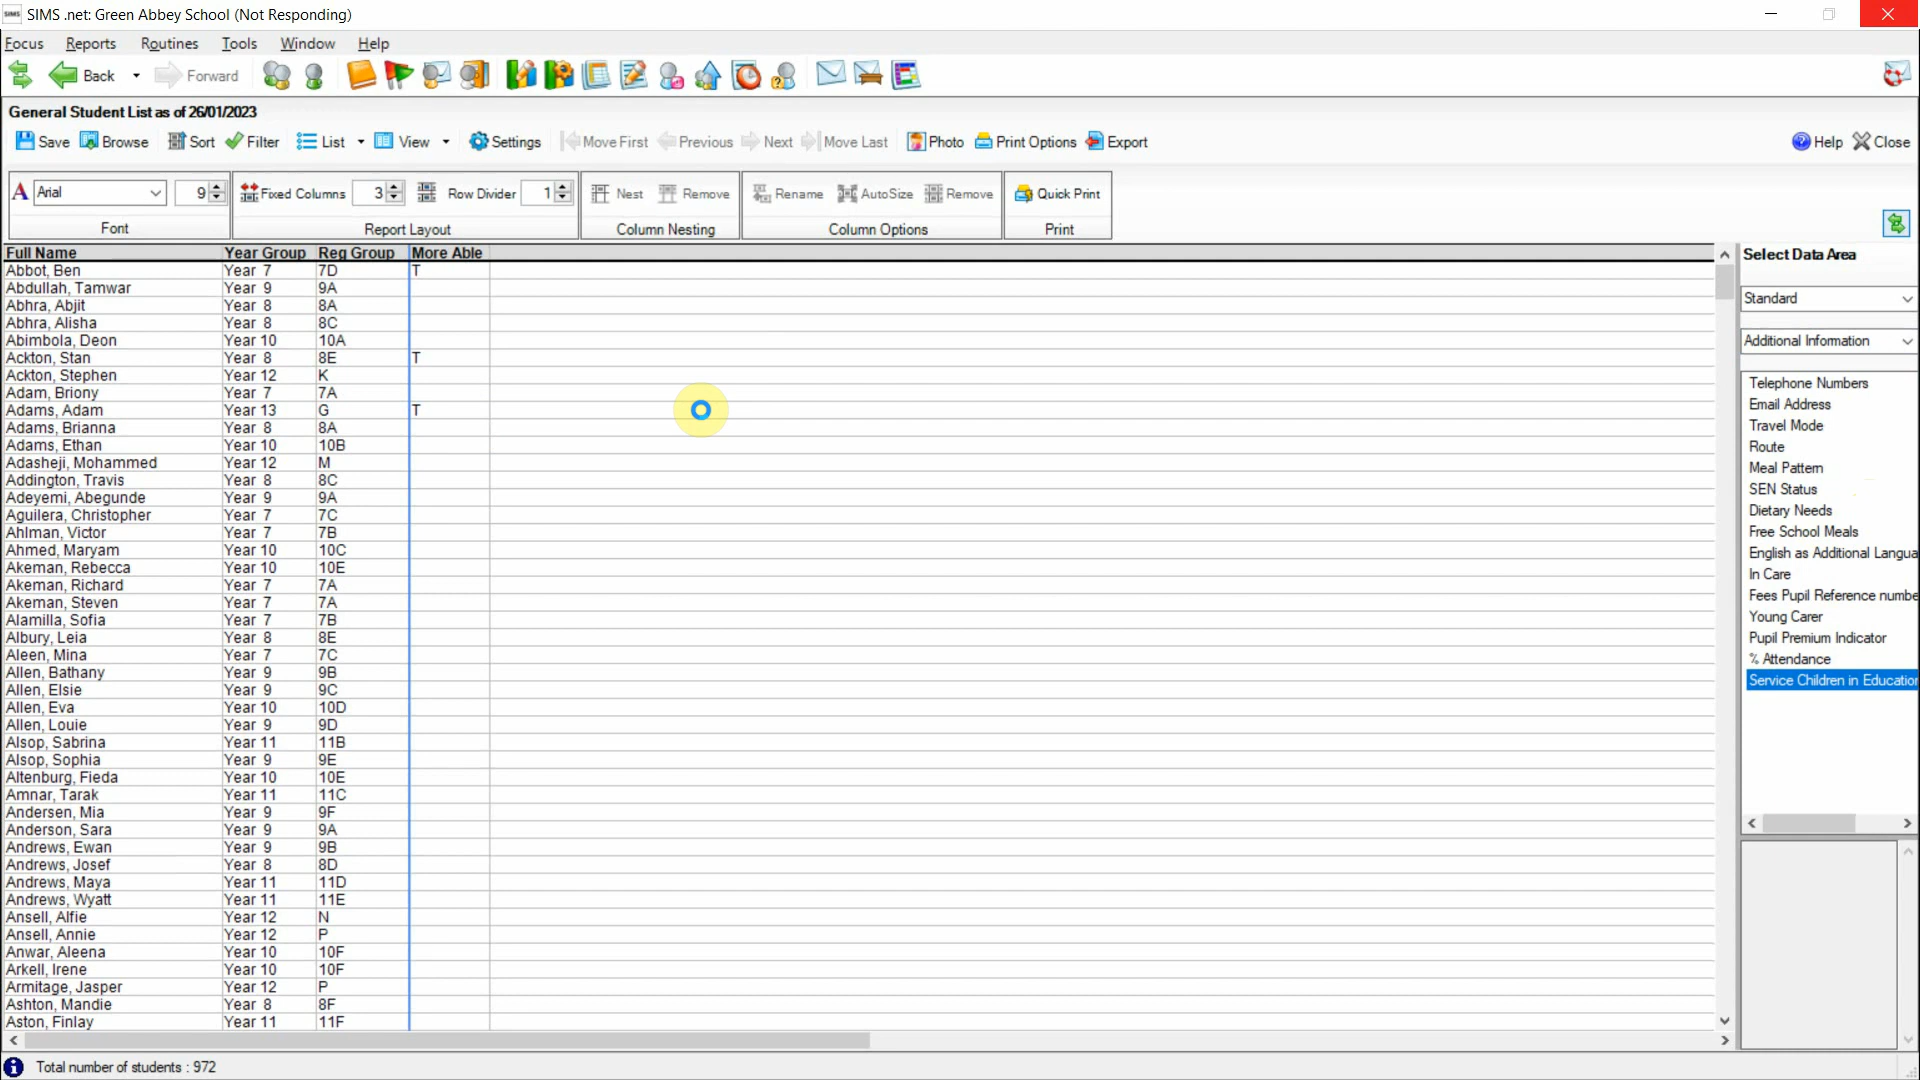 SIMS .net: Green Abbey School (Not Responding)
Focus Reports Routines Tools Window Help
Back Forward
General Student List as of 26/01/2023
Save Browse Sort Filter List View Settings Move First Previous Next Move Last Photo Print Options Export Help Close
Arial 9 Fixed Columns 3 Row Divider 1 Nest Remove Rename AutoSize Remove Quick Print
Font Report Layout Column Nesting Column Options Print
Full Name Year Group Reg Group More Able
Abbot, Ben Year 7 7D T
Abdullah, Tamwar Year 9 9A
Abhra, Abjit Year 8 8A
Abhra, Alisha Year 8 8C
Abimbola, Deon Year 10 10A
Ackton, Stan Year 8 8E T
Ackton, Stephen Year 12 K
Adam, Briony Year 7 7A
Adams, Adam Year 13 G T
Adams, Brianna Year 8 8A
Adams, Ethan Year 10 10B
Adasheji, Mohammed Year 12 M
Addington, Travis Year 8 8C
Adeyemi, Abegunde Year 9 9A
Aguilera, Christopher Year 7 7C
Ahlman, Victor Year 7 7B
Ahmed, Maryam Year 10 10C
Akeman, Rebecca Year 10 10E
Akeman, Richard Year 7 7A
Akeman, Steven Year 7 7A
Alamilla, Sofia Year 7 7B
Albury, Leia Year 8 8E
Aleen, Mina Year 7 7C
Allen, Bathany Year 9 9B
Allen, Elsie Year 9 9C
Allen, Eva Year 10 10D
Allen, Louie Year 9 9D
Alsop, Sabrina Year 11 11B
Alsop, Sophia Year 9 9E
Altenburg, Fieda Year 10 10E
Amnar, Tarak Year 11 11C
Andersen, Mia Year 9 9F
Anderson, Sara Year 9 9A
Andrews, Ewan Year 9 9B
Andrews, Josef Year 8 8D
Andrews, Maya Year 11 11D
Andrews, Wyatt Year 11 11E
Ansell, Alfie Year 12 N
Ansell, Annie Year 12 P
Anwar, Aleena Year 10 10F
Arkell, Irene Year 10 10F
Armitage, Jasper Year 12 P
Ashton, Mandie Year 8 8F
Aston, Finlay Year 11 11F
Select Data Area
Standard
Additional Information
Telephone Numbers
Email Address
Travel Mode
Route
Meal Pattern
SEN Status
Dietary Needs
Free School Meals
English as Additional Langua
In Care
Fees Pupil Reference numbe
Young Carer
Pupil Premium Indicator
% Attendance
Service Children in Education
Total number of students : 972